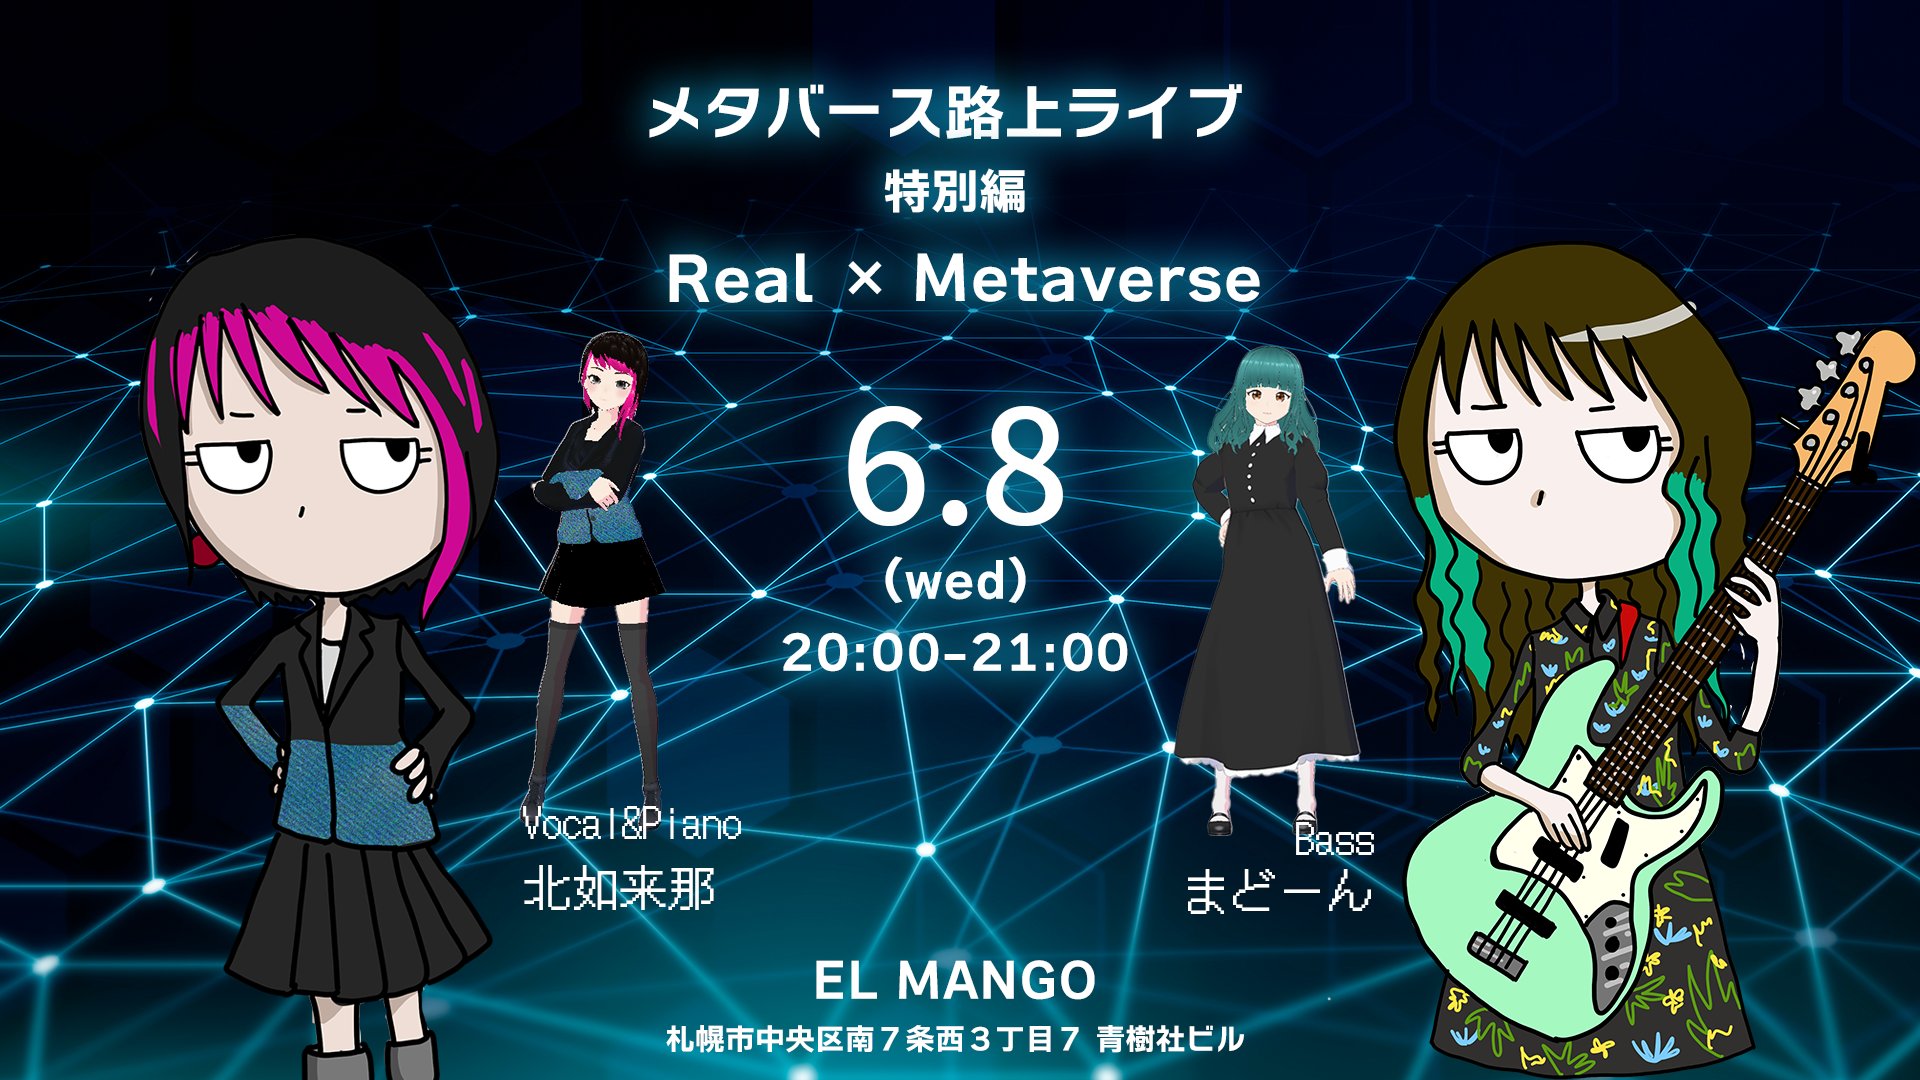 メタバース路上ライブ
特別編
Real × Metaverse
6.8
(wed)
20:00-21:00
Vocal&Piano
北如来那
Bass
まどーん
EL MANGO
札幌市中央区南７条西３丁目７ 青樹社ビル